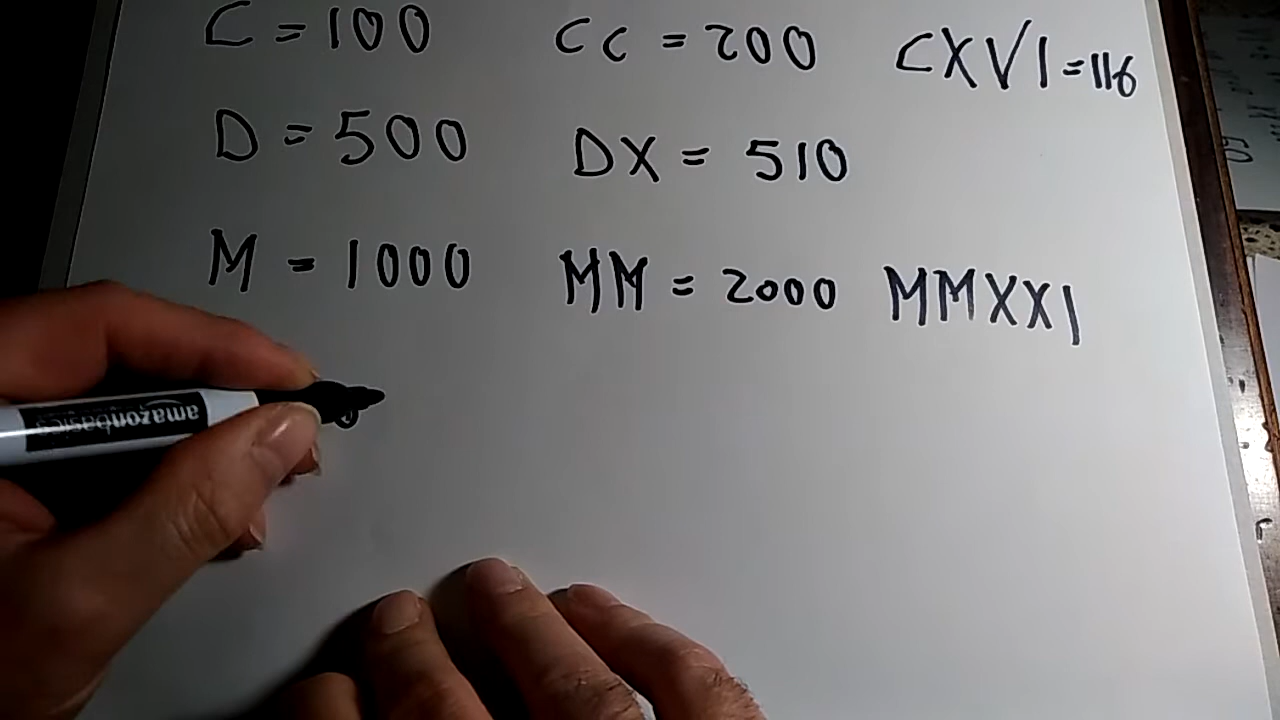 C = 100 CC = 200 CXVI = 116
D = 500 DX = 510
M = 1000 MM = 2000 MMXXI
amazonbasics